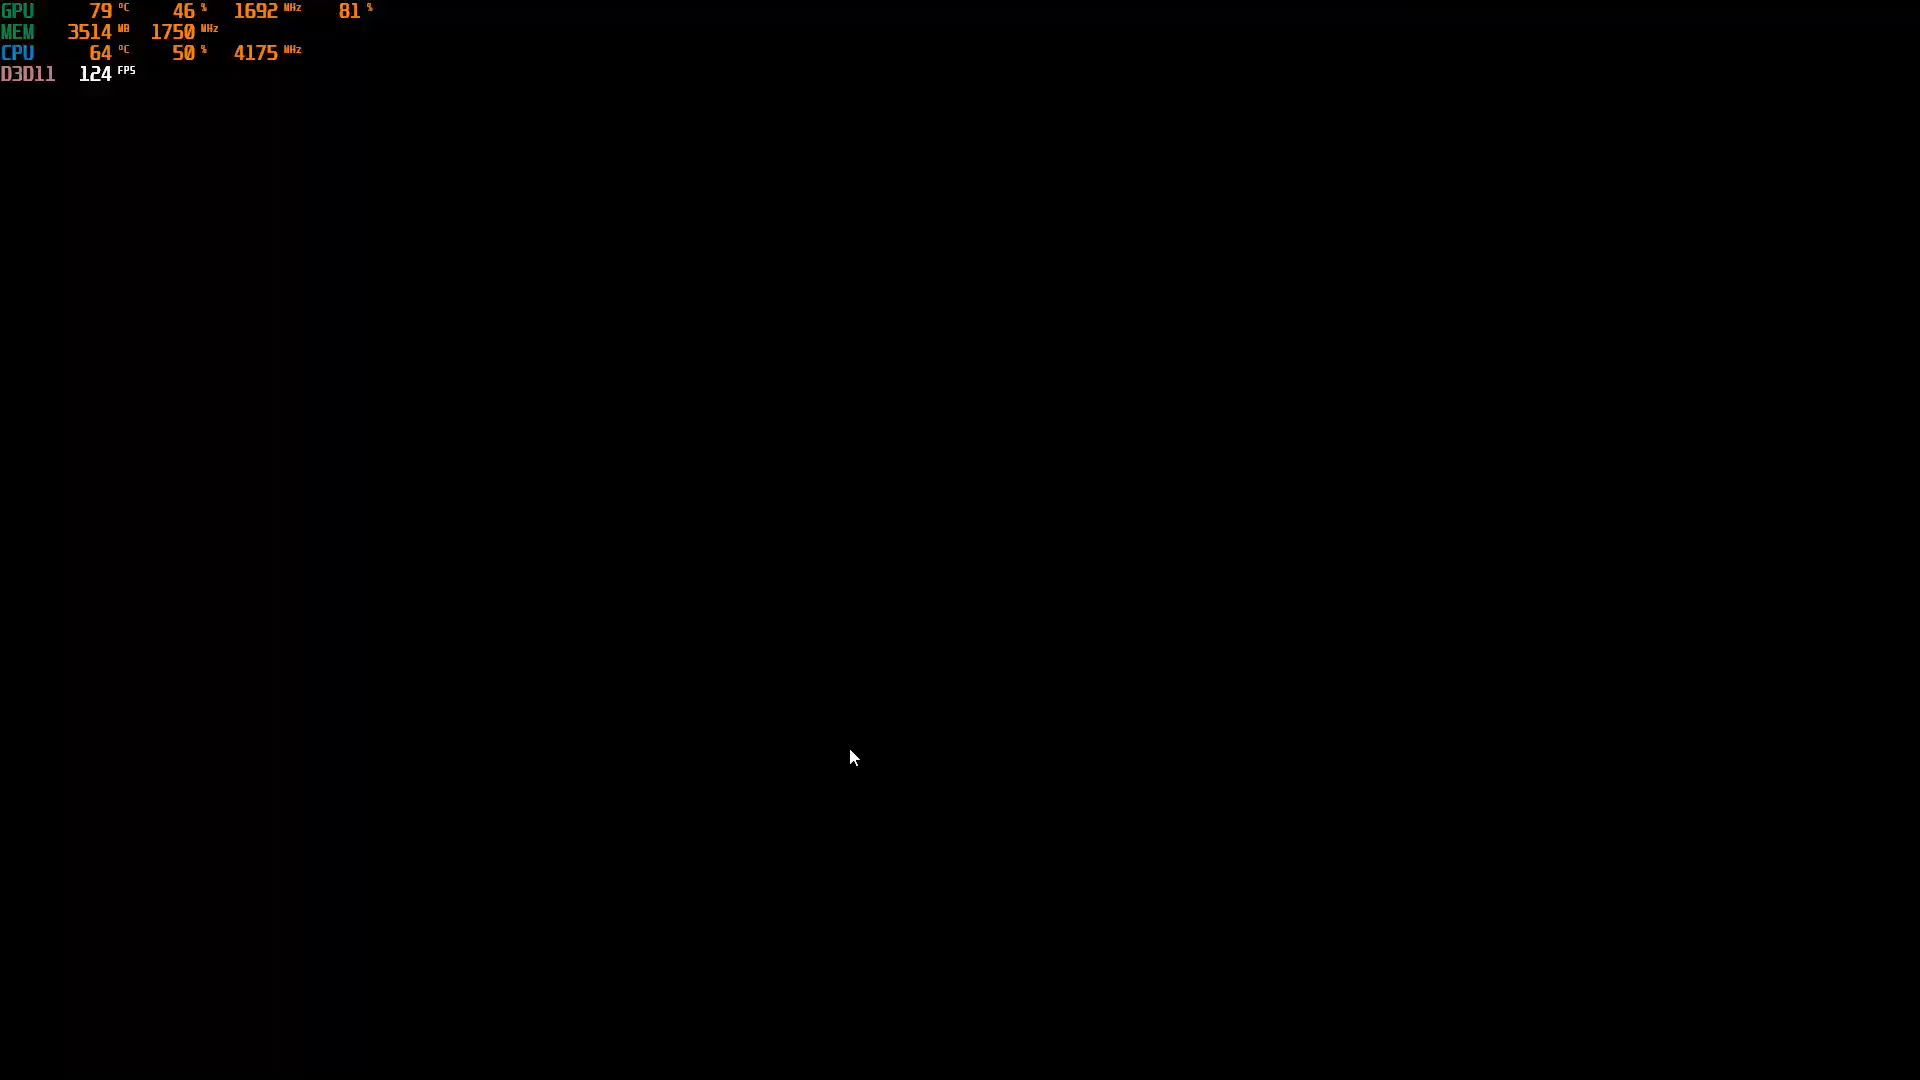 GPU 79 °C 46 % 1692 MHz 81 %
MEM 3514 MB 1750 MHz
CPU 64 °C 50 % 4175 MHz
D3D11 124 FPS